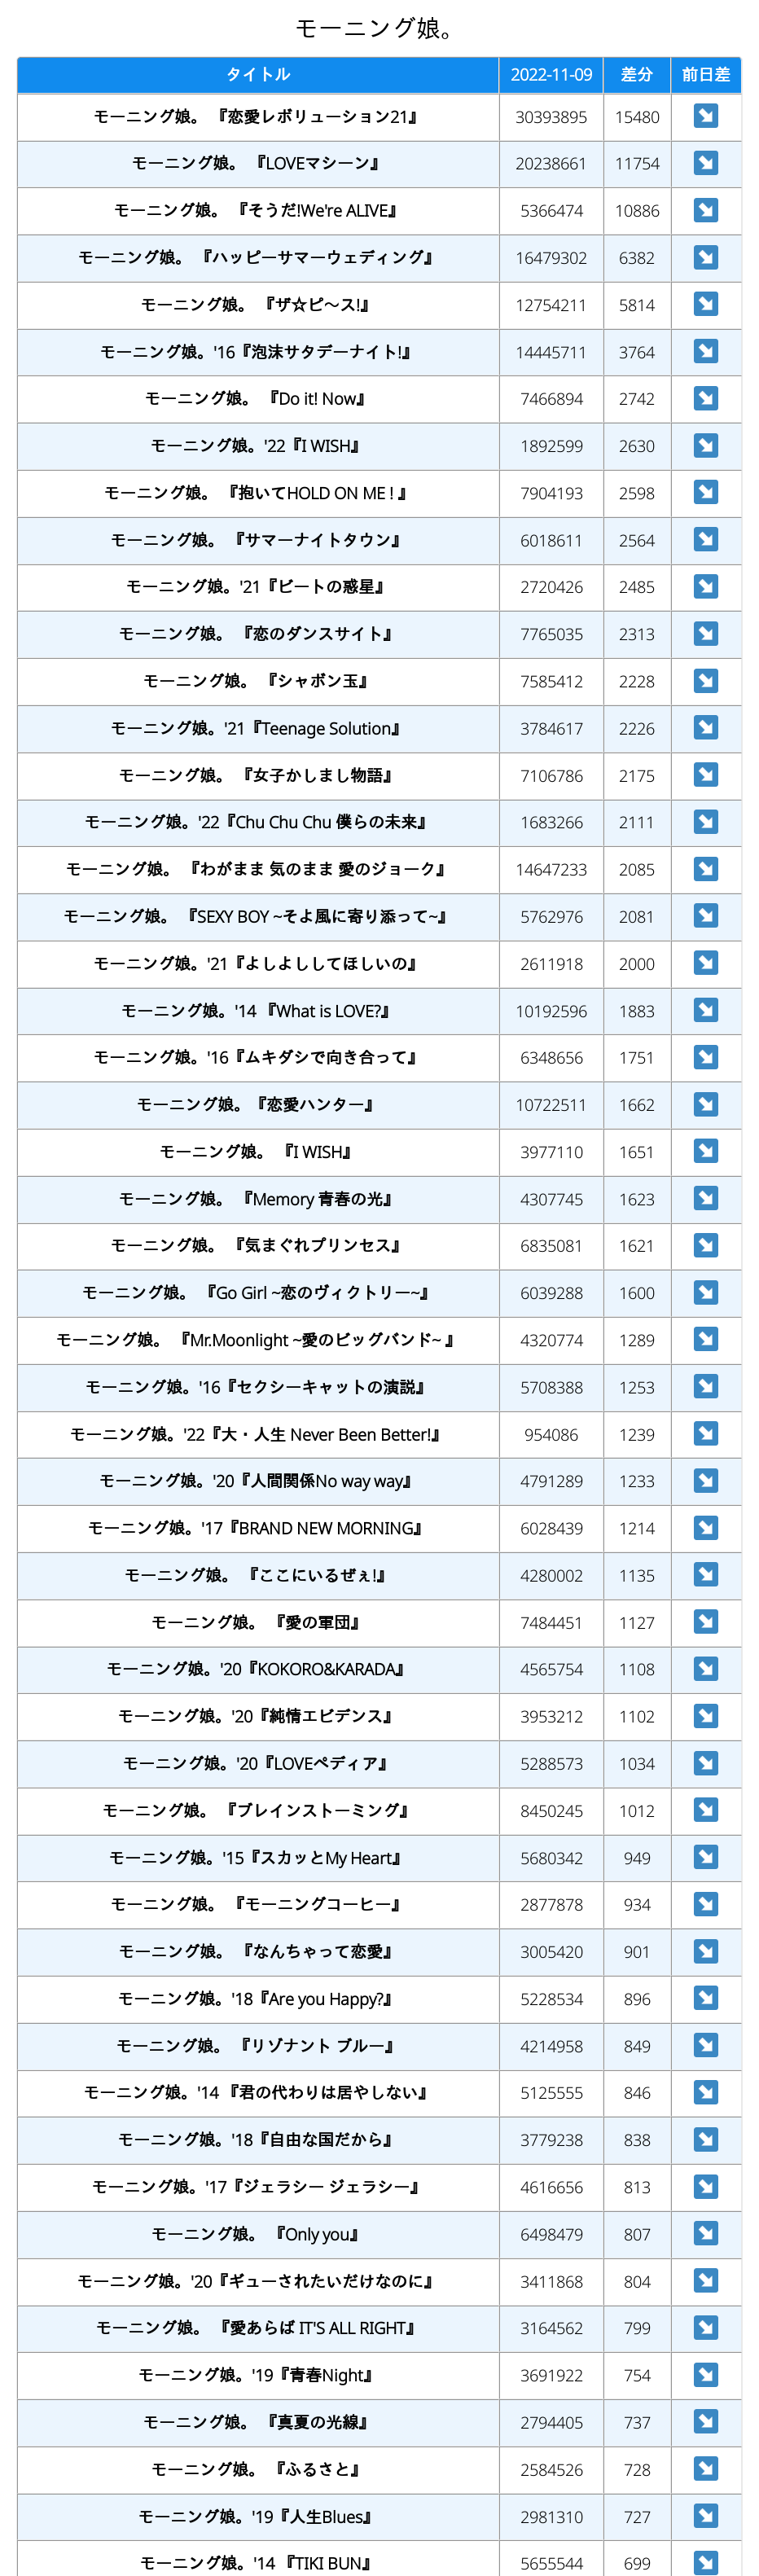 モーニング娘。
タイトル 2022-11-09 差分 前日差
モーニング娘。 『恋愛レボリューション21』 30393895 15480
モーニング娘。 『LOVEマシーン』 20238661 11754
モーニング娘。 『そうだ!We're ALIVE』 5366474 10886
モーニング娘。 『ハッピーサマーウェディング』 16479302 6382
モーニング娘。 『ザ☆ピ〜ス!』 12754211 5814
モーニング娘。'16『泡沫サタデーナイト!』 14445711 3764
モーニング娘。 『Do it! Now』 7466894 2742
モーニング娘。'22『I WISH』 1892599 2630
モーニング娘。 『抱いてHOLD ON ME ! 』 7904193 2598
モーニング娘。 『サマーナイトタウン』 6018611 2564
モーニング娘。'21『ビートの惑星』 2720426 2485
モーニング娘。 『恋のダンスサイト』 7765035 2313
モーニング娘。 『シャボン玉』 7585412 2228
モーニング娘。'21『Teenage Solution』 3784617 2226
モーニング娘。 『女子かしまし物語』 7106786 2175
モーニング娘。'22『Chu Chu Chu 僕らの未来』 1683266 2111
モーニング娘。 『わがまま 気のまま 愛のジョーク』 14647233 2085
モーニング娘。 『SEXY BOY ~そよ風に寄り添って~』 5762976 2081
モーニング娘。'21『よしよししてほしいの』 2611918 2000
モーニング娘。'14 『What is LOVE?』 10192596 1883
モーニング娘。'16『ムキダシで向き合って』 6348656 1751
モーニング娘。『恋愛ハンター』 10722511 1662
モーニング娘。 『I WISH』 3977110 1651
モーニング娘。 『Memory 青春の光』 4307745 1623
モーニング娘。 『気まぐれプリンセス』 6835081 1621
モーニング娘。 『Go Girl ~恋のヴィクトリー~』 6039288 1600
モーニング娘。 『Mr.Moonlight ~愛のビッグバンド~ 』 4320774 1289
モーニング娘。'16『セクシーキャットの演説』 5708388 1253
モーニング娘。'22『大・人生 Never Been Better!』 954086 1239
モーニング娘。'20『人間関係No way way』 4791289 1233
モーニング娘。'17『BRAND NEW MORNING』 6028439 1214
モーニング娘。 『ここにいるぜぇ!』 4280002 1135
モーニング娘。 『愛の軍団』 7484451 1127
モーニング娘。'20『KOKORO&KARADA』 4565754 1108
モーニング娘。'20『純情エビデンス』 3953212 1102
モーニング娘。'20『LOVEペディア』 5288573 1034
モーニング娘。 『ブレインストーミング』 8450245 1012
モーニング娘。'15『スカッとMy Heart』 5680342 949
モーニング娘。 『モーニングコーヒー』 2877878 934
モーニング娘。 『なんちゃって恋愛』 3005420 901
モーニング娘。'18『Are you Happy?』 5228534 896
モーニング娘。 『リゾナント ブルー』 4214958 849
モーニング娘。'14 『君の代わりは居やしない』 5125555 846
モーニング娘。'18『自由な国だから』 3779238 838
モーニング娘。'17『ジェラシー ジェラシー』 4616656 813
モーニング娘。 『Only you』 6498479 807
モーニング娘。'20『ギューされたいだけなのに』 3411868 804
モーニング娘。 『愛あらば IT'S ALL RIGHT』 3164562 799
モーニング娘。'19『青春Night』 3691922 754
モーニング娘。 『真夏の光線』 2794405 737
モーニング娘。 『ふるさと』 2584526 728
モーニング娘。'19『人生Blues』 2981310 727
モーニング娘。'14 『TIKI BUN』 5655544 699